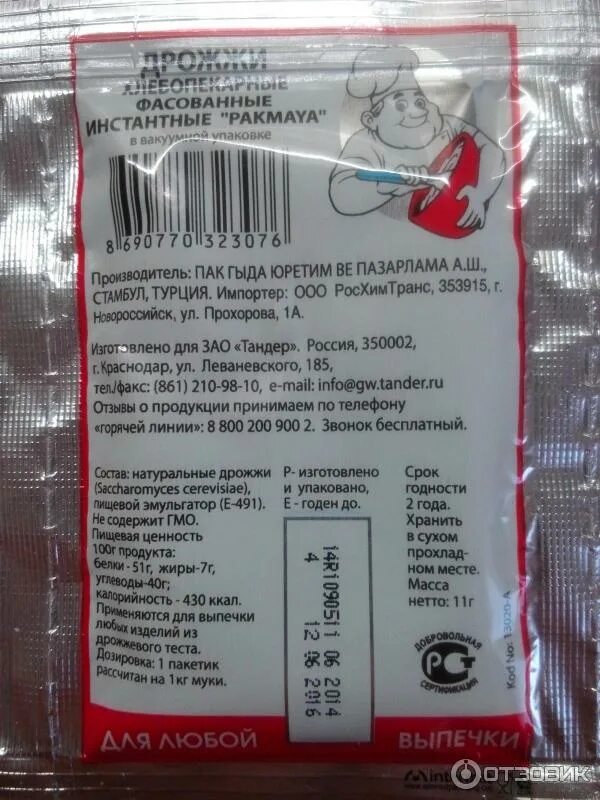 ДРОЖЖИ
ХЛЕБОПЕКАРНЫЕ
ФАСОВАННЫЕ
ИНСТАНТНЫЕ "PAKMAYA"
в вакуумной упаковке
8 690770 323076
Производитель: ПАК ГЫДА ЮРЕТИМ ВЕ ПАЗАРЛАМА А.Ш.,
СТАМБУЛ, ТУРЦИЯ. Импортер: ООО РосХимТранс, 353915, г.
Новороссийск, ул. Прохорова, 1А.
Изготовлено для ЗАО «Тандер». Россия, 350002,
г. Краснодар, ул. Леваневского, 185,
тел./факс: (861) 210-98-10, e-mail: info@gw.tander.ru
Отзывы о продукции принимаем по телефону
«горячей линии»: 8 800 200 900 2. Звонок бесплатный.
Состав: натуральные дрожжи
(Saccharomyces cerevisiae),
пищевой эмульгатор (Е-491).
Не содержит ГМО.
Пищевая ценность
100г продукта:
белки - 51г, жиры-7г,
углеводы-40г;
калорийность - 430 ккал.
Применяются для выпечки
любых изделий из
дрожжевого теста.
Дозировка: 1 пакетик
рассчитан на 1кг муки.
P- изготовлено
и упаковано,
E - годен до.
14R1090511 06 2014
4 12 06 2016
Срок
годности
2 года.
Хранить
в сухом
прохлад-
ном месте.
Масса
нетто: 11г
ДОБРОВОЛЬНАЯ
РСТ
СЕРТИФИКАЦИЯ
Kod No: 13020-A
ДЛЯ ЛЮБОЙ ВЫПЕЧКИ
ОТЗОВИК